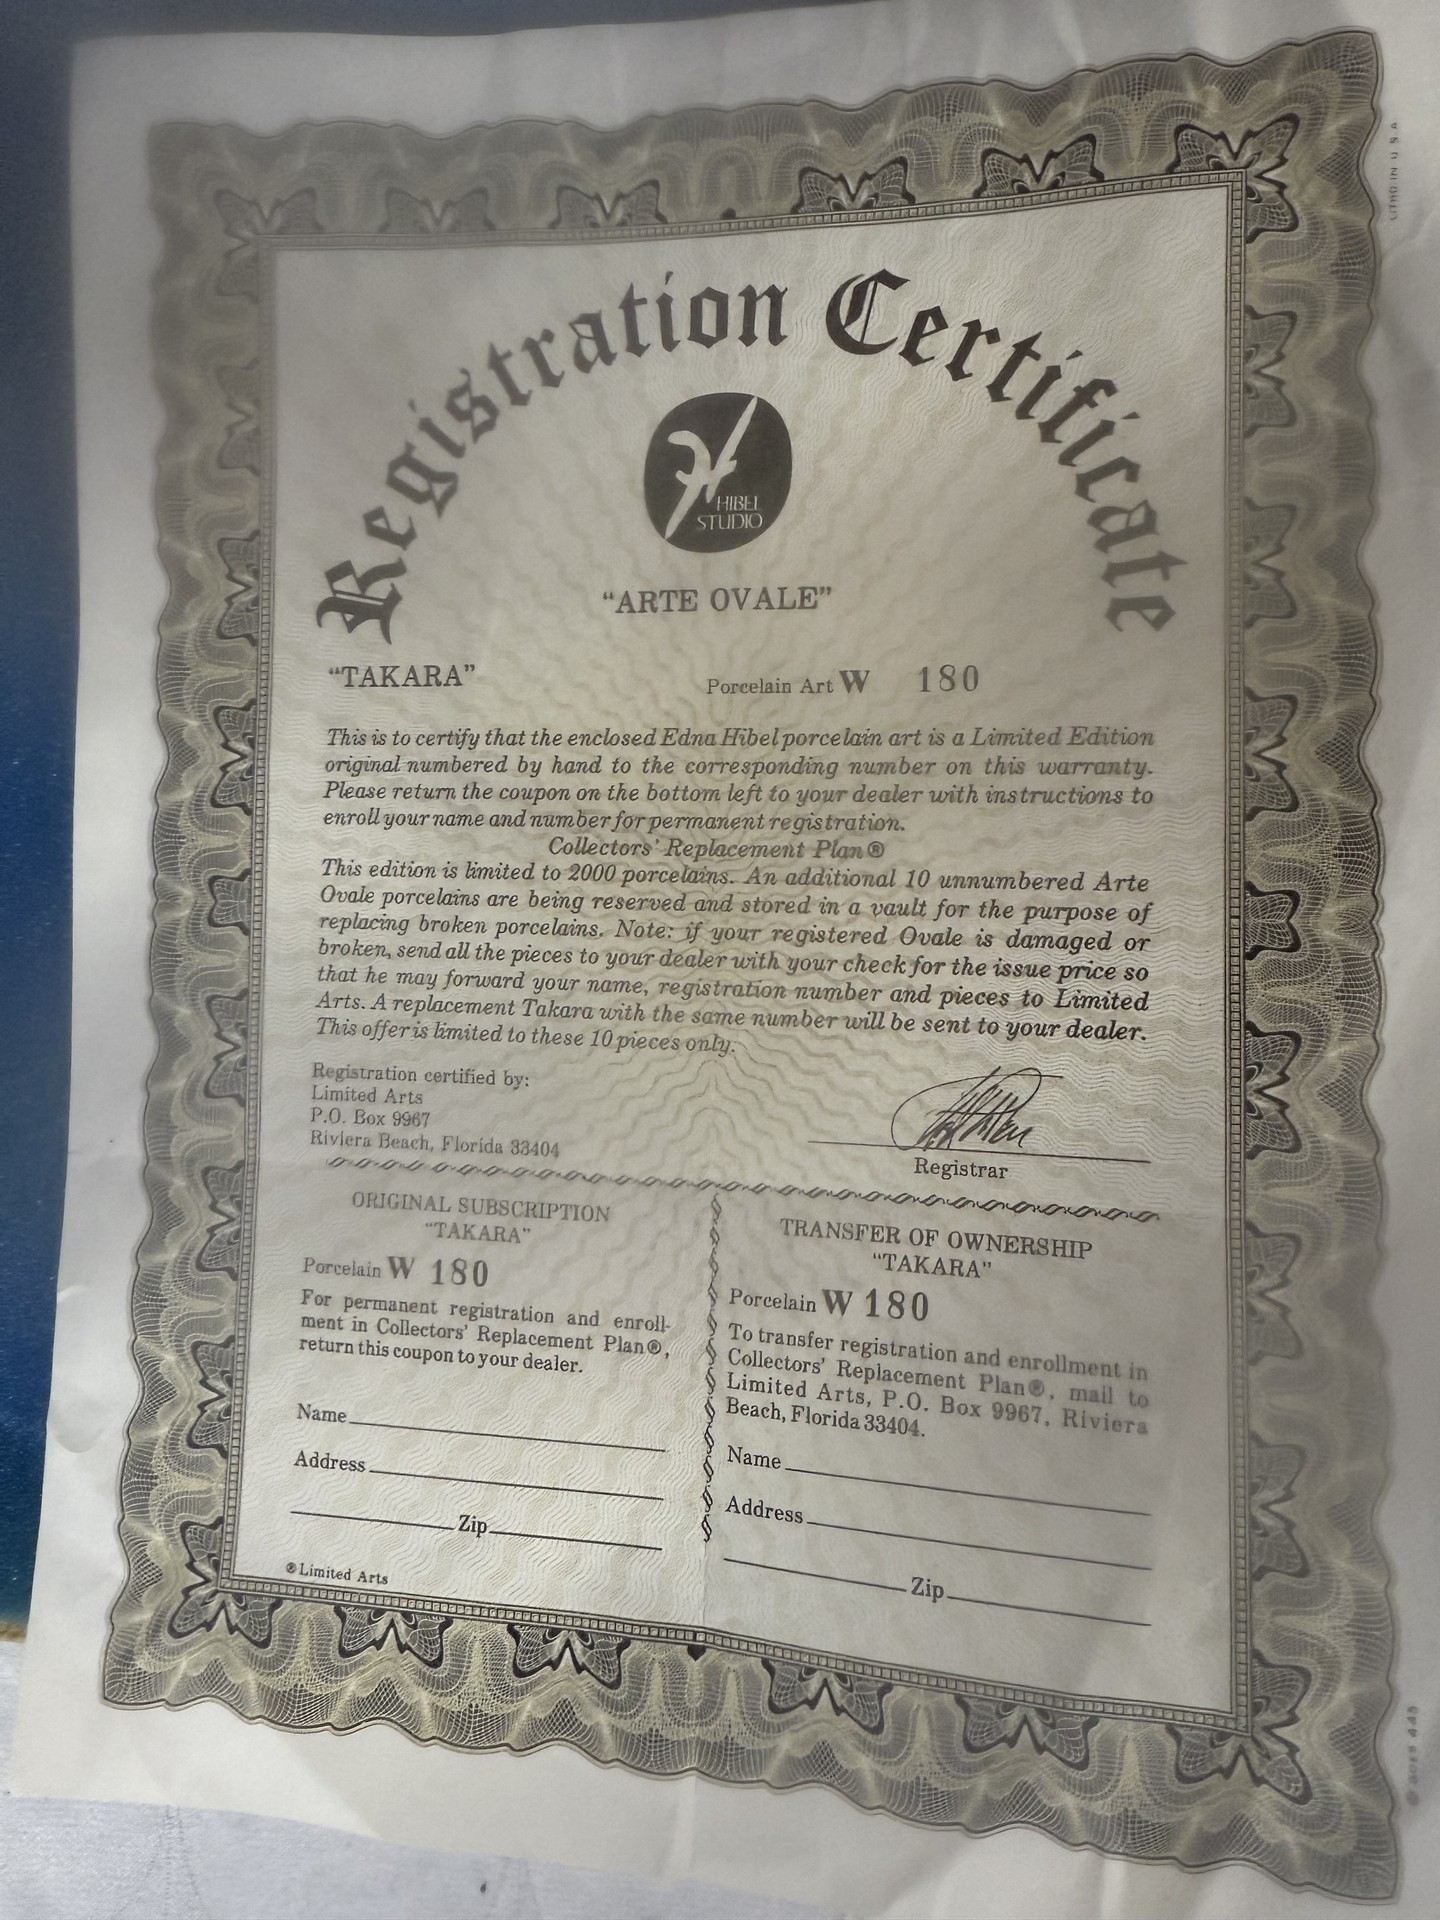 Registration Certificate
HIBEL
STUDIO
"ARTE OVALE"
"TAKARA" Porcelain Art W 180
This is to certify that the enclosed Edna Hibel porcelain art is a Limited Edition
original numbered by hand to the corresponding number on this warranty.
Please return the coupon on the bottom left to your dealer with instructions to
enroll your name and number for permanent registration.
Collectors' Replacement Plan®
This edition is limited to 2000 porcelains. An additional 10 unnumbered Arte
Ovale porcelains are being reserved and stored in a vault for the purpose of
replacing broken porcelains. Note: if your registered Ovale is damaged or
broken, send all the pieces to your dealer with your check for the issue price so
that he may forward your name, registration number and pieces to Limited
Arts. A replacement Takara with the same number will be sent to your dealer.
This offer is limited to these 10 pieces only.
Registration certified by:
Limited Arts
P.O. Box 9967
Riviera Beach, Florida 33404
Registrar
ORIGINAL SUBSCRIPTION
"TAKARA"
Porcelain W 180
For permanent registration and enroll-
ment in Collectors' Replacement Plan®,
return this coupon to your dealer.
Name
Address
Zip
® Limited Arts
TRANSFER OF OWNERSHIP
"TAKARA"
Porcelain W 180
To transfer registration and enrollment in
Collectors' Replacement Plan®, mail to
Limited Arts, P.O. Box 9967, Riviera
Beach, Florida 33404.
Name
Address
Zip
LITHO IN U S A